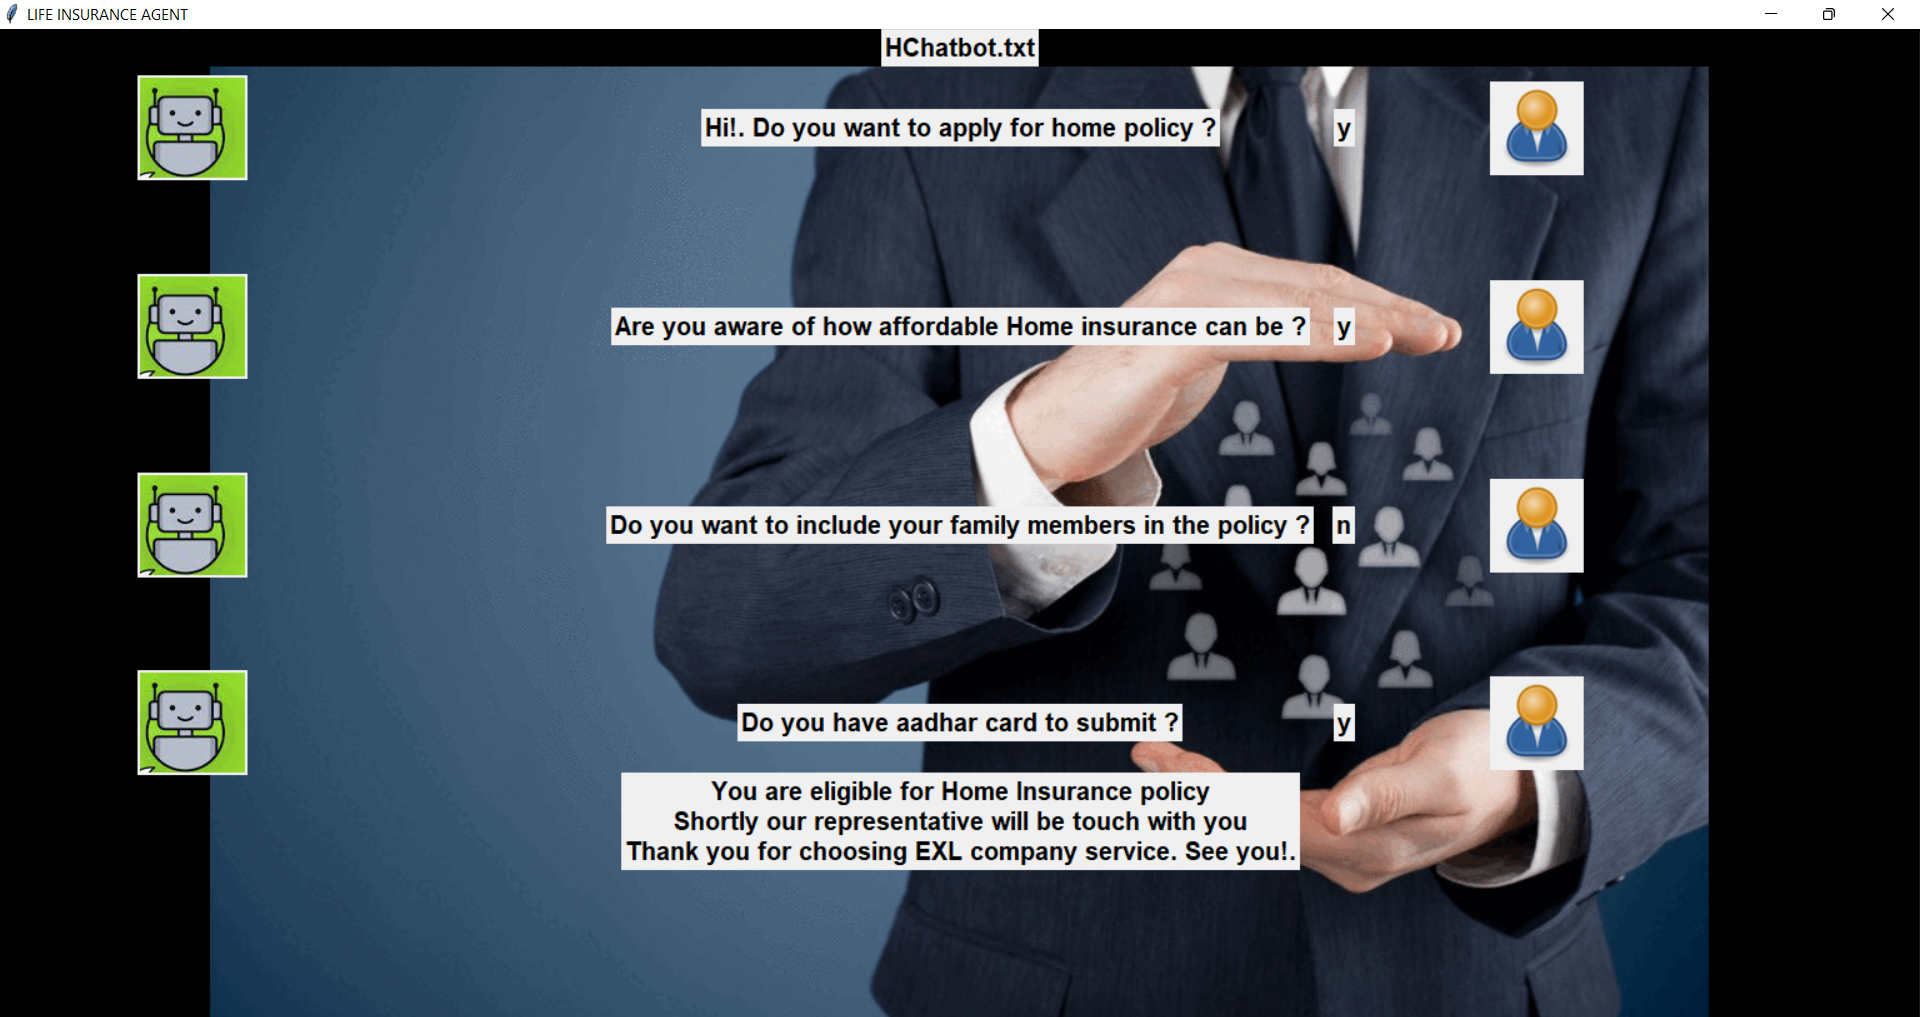 LIFE INSURANCE AGENT
HChatbot.txt
Hi!. Do you want to apply for home policy ? y
Are you aware of how affordable Home insurance can be ? y
Do you want to include your family members in the policy ? n
Do you have aadhar card to submit ? y
You are eligible for Home Insurance policy
Shortly our representative will be touch with you
Thank you for choosing EXL company service. See you!.